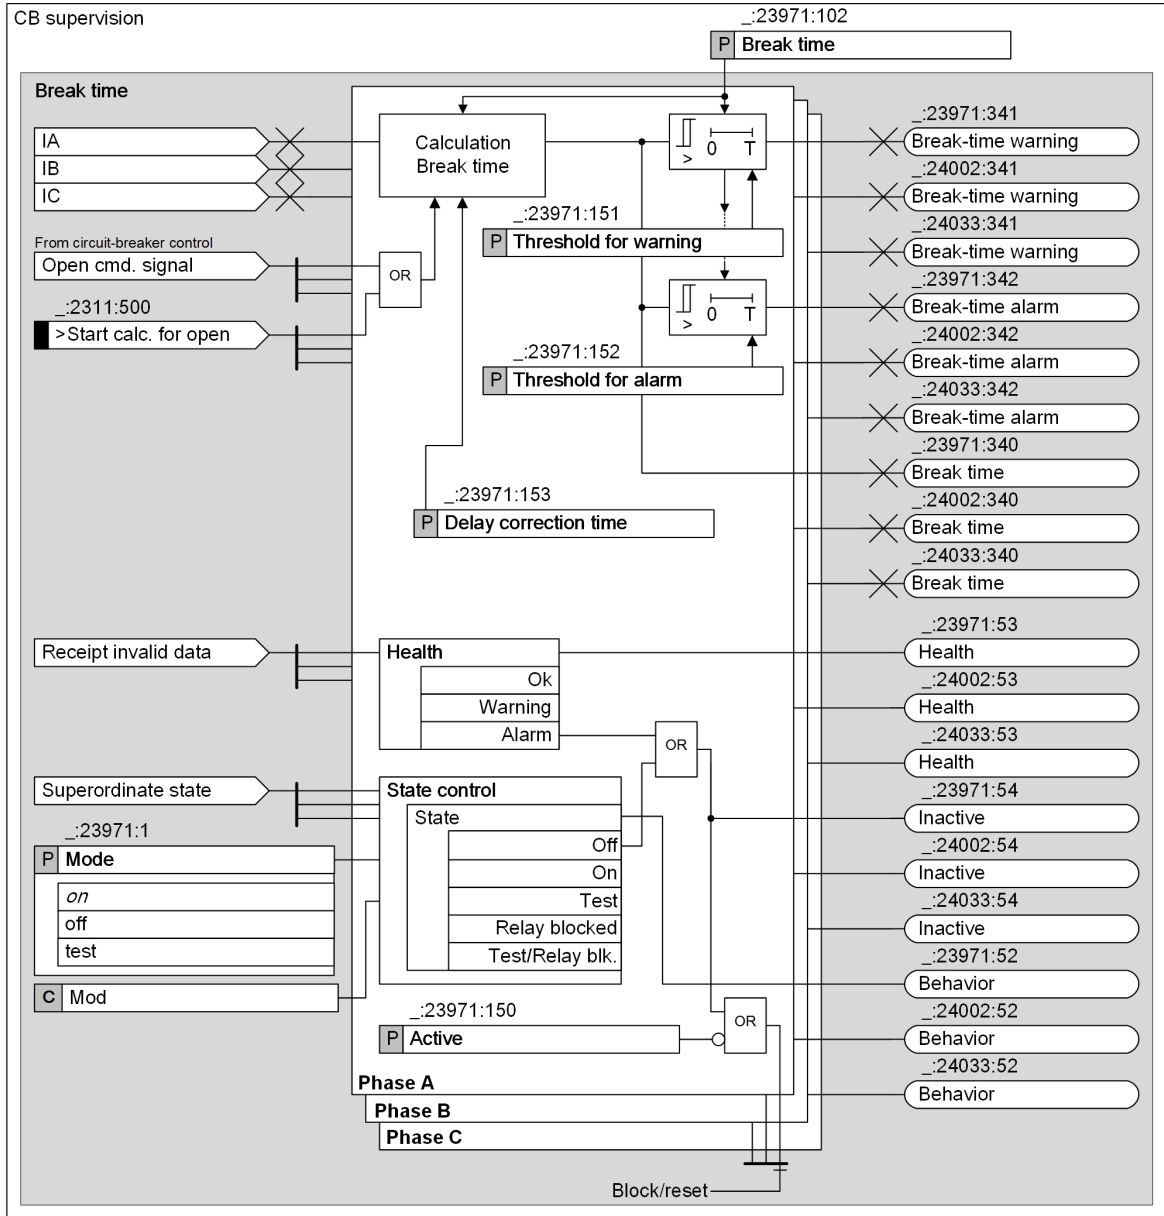 CB supervision
_:23971:102
P Break time
Break time
_:23971:341
IA
Calculation
Break time
> 0 T
Break-time warning
IB
_:24002:341
IC
Break-time warning
_:23971:151
_:24033:341
From circuit-breaker control
P Threshold for warning
Break-time warning
Open cmd. signal
OR
_:23971:342
_:2311:500
> 0 T
Break-time alarm
>Start calc. for open
_:24002:342
_:23971:152
Break-time alarm
P Threshold for alarm
_:24033:342
Break-time alarm
_:23971:340
Break time
_:23971:153
_:24002:340
P Delay correction time
Break time
_:24033:340
Break time
_:23971:53
Receipt invalid data
Health
Health
Ok
_:24002:53
Warning
Health
Alarm
OR
_:24033:53
Health
Superordinate state
State control
_:23971:54
State
Inactive
_:23971:1
Off
_:24002:54
P Mode
On
Inactive
on
Test
_:24033:54
off
Relay blocked
Inactive
test
Test/Relay blk.
_:23971:52
Behavior
C Mod
_:23971:150
_:24002:52
P Active
OR
Behavior
_:24033:52
Phase A
Behavior
Phase B
Phase C
Block/reset